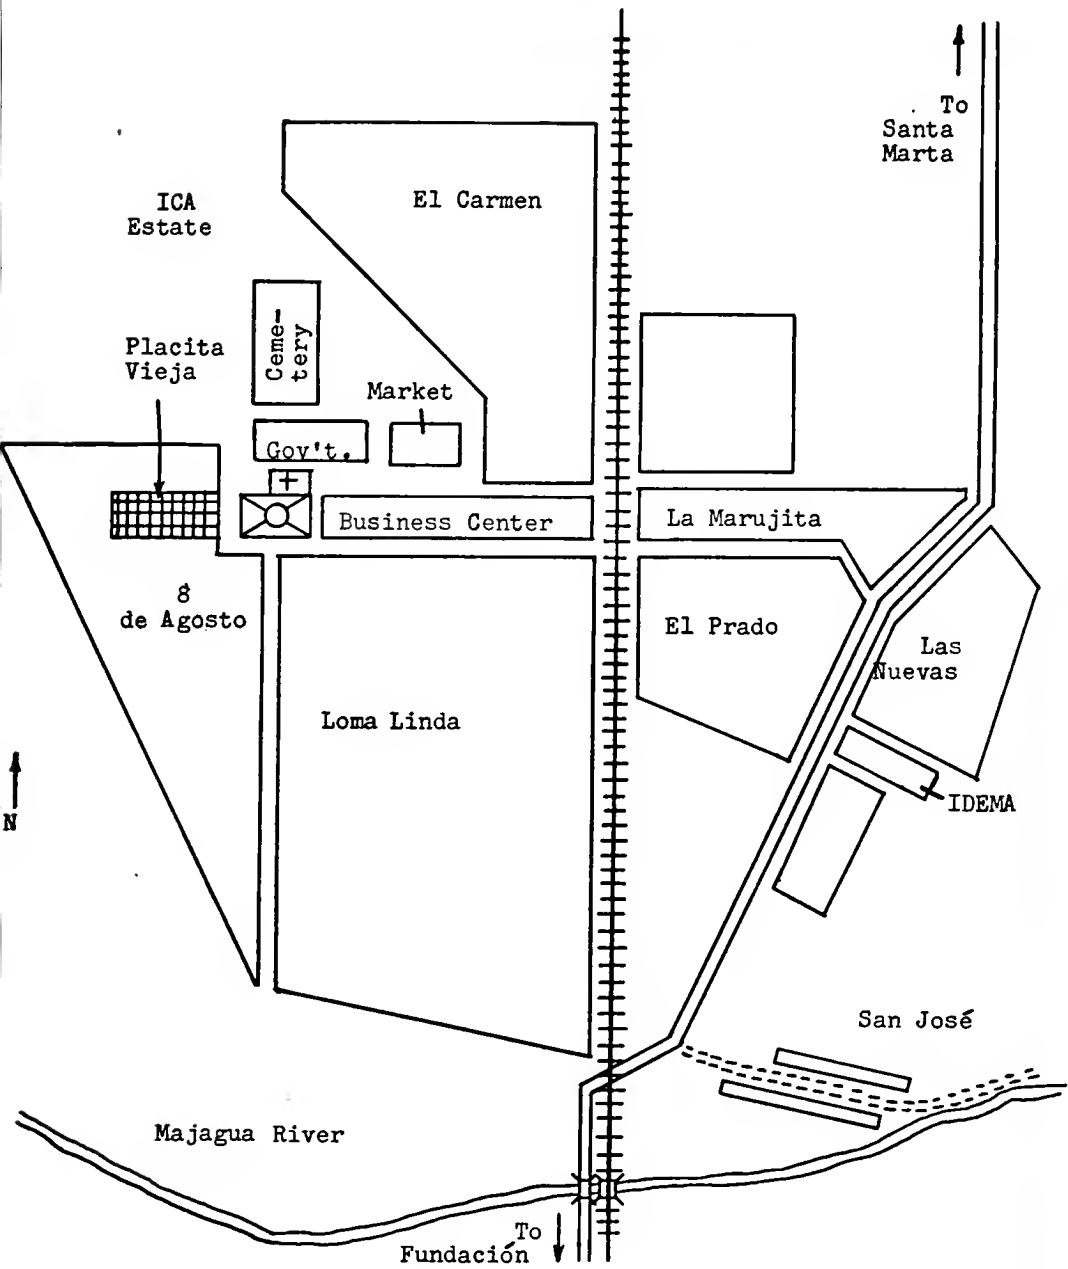 To
Santa
Marta
El Carmen
ICA
Estate
Ceme-
tery
Placita
Vieja
Market
Gov't.
+
Business Center
La Marujita
8
de Agosto
El Prado
Las
Nuevas
Loma Linda
N
IDEMA
San José
Majagua River
To
Fundación